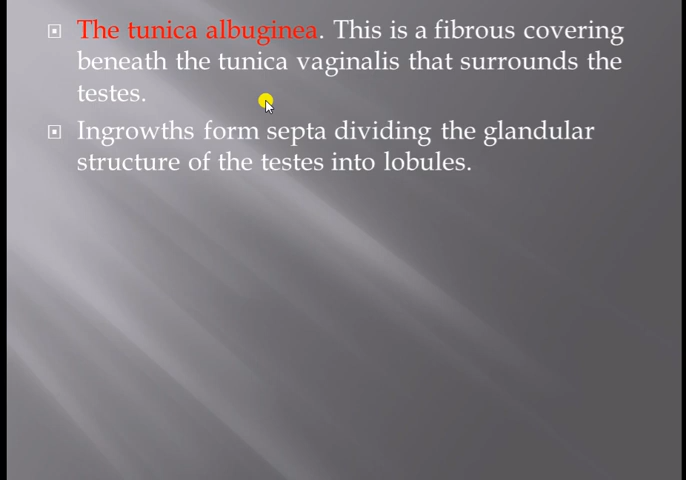 The tunica albuginea. This is a fibrous covering
beneath the tunica vaginalis that surrounds the
testes.
Ingrowths form septa dividing the glandular
structure of the testes into lobules.